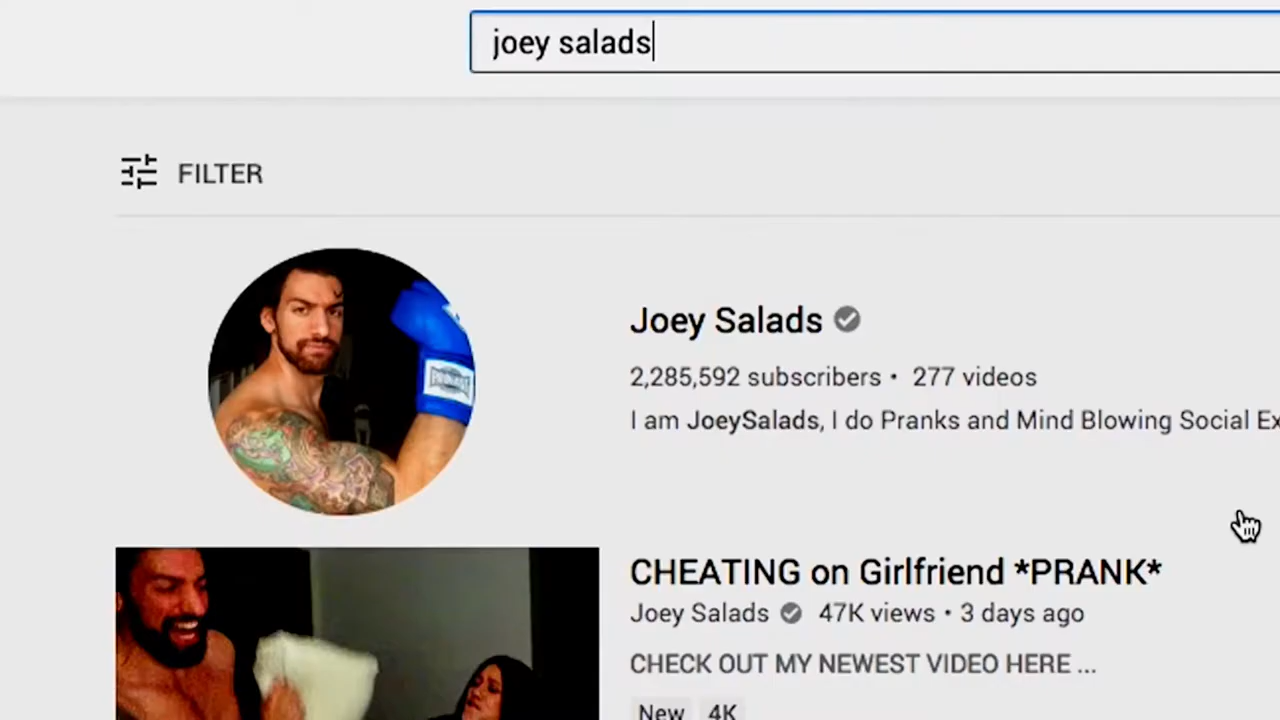 joey salads
FILTER
Joey Salads
2,285,592 subscribers • 277 videos
I am JoeySalads, I do Pranks and Mind Blowing Social Ex
CHEATING on Girlfriend *PRANK*
Joey Salads 47K views • 3 days ago
CHECK OUT MY NEWEST VIDEO HERE ...
New 4K